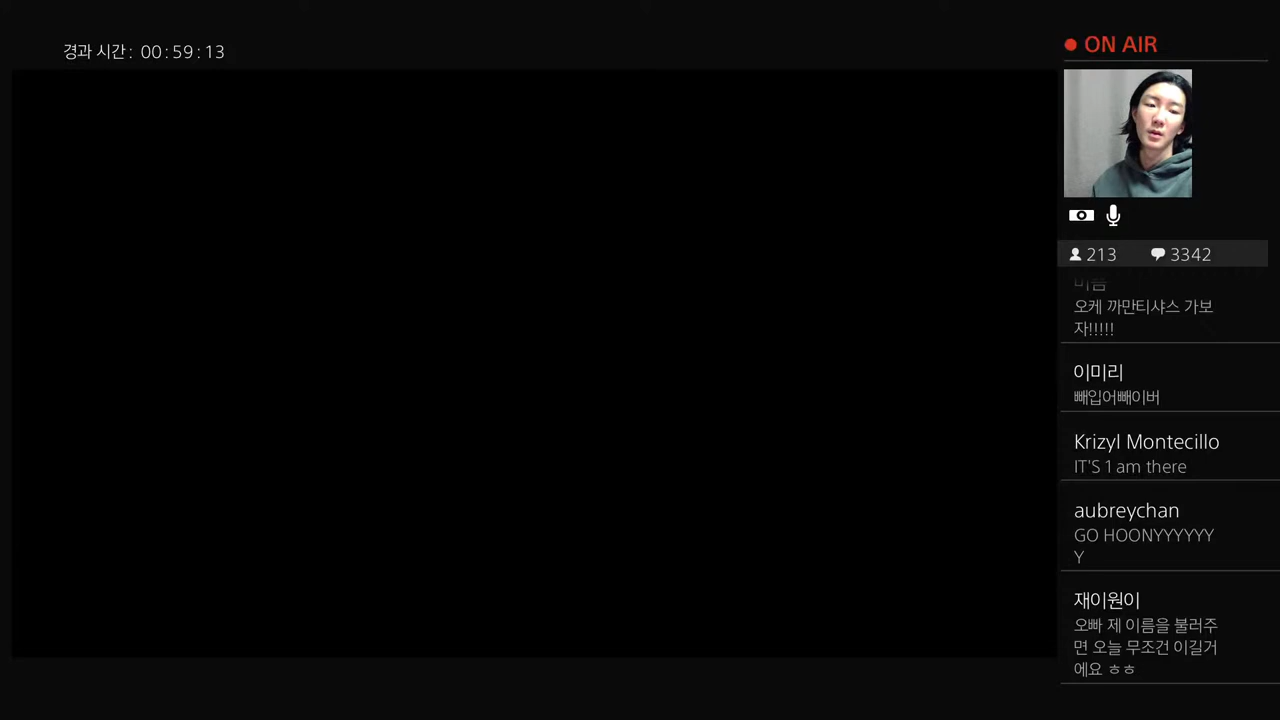 경과 시간 : 00:59:13
ON AIR
213 3342
오케 까만티샤스 가보
자!!!!!
이미리
빼입어빼이버
Krizyl Montecillo
IT'S 1 am there
aubreychan
GO HOONYYYYYY
Y
재이원이
오빠 제 이름을 불러주
면 오늘 무조건 이길거
에요 ㅎㅎ